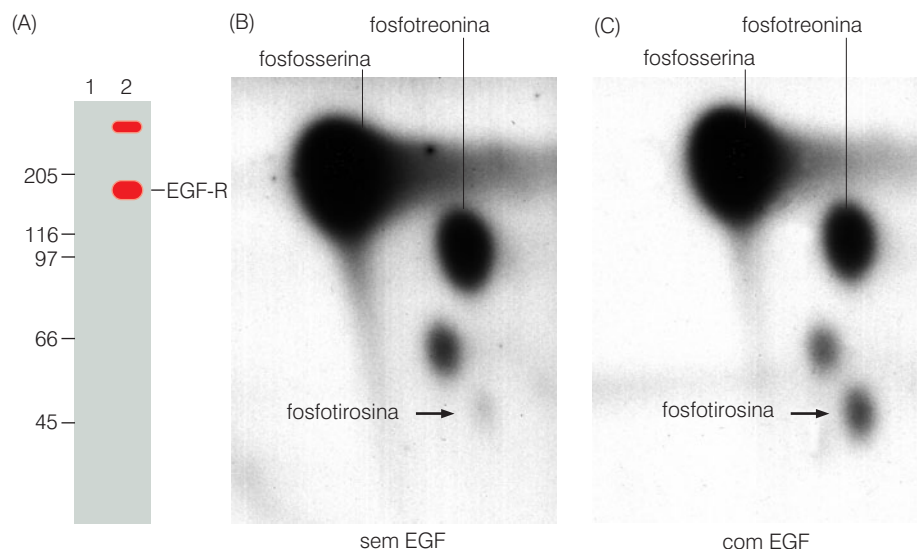 (A)
1 2
205
116
97
66
45
EGF-R
(B)
fosfotreonina
fosfosserina
fosfotirosina
sem EGF
(C)
fosfotreonina
fosfosserina
fosfotirosina
com EGF